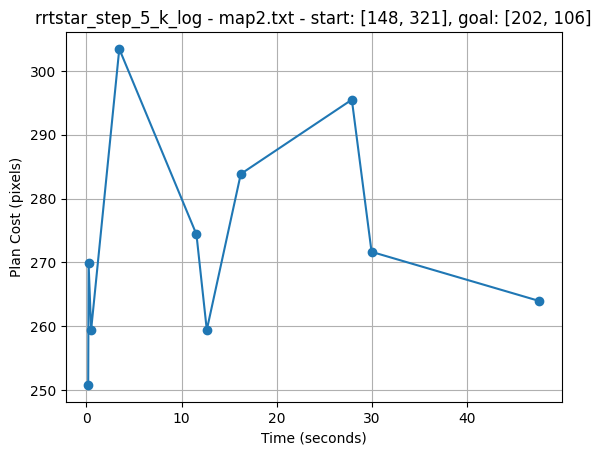 rrtstar_step_5_k_log - map2.txt - start: [148, 321], goal: [202, 106]
300
290
280
270
260
250
Plan Cost (pixels)
0 10 20 30 40
Time (seconds)